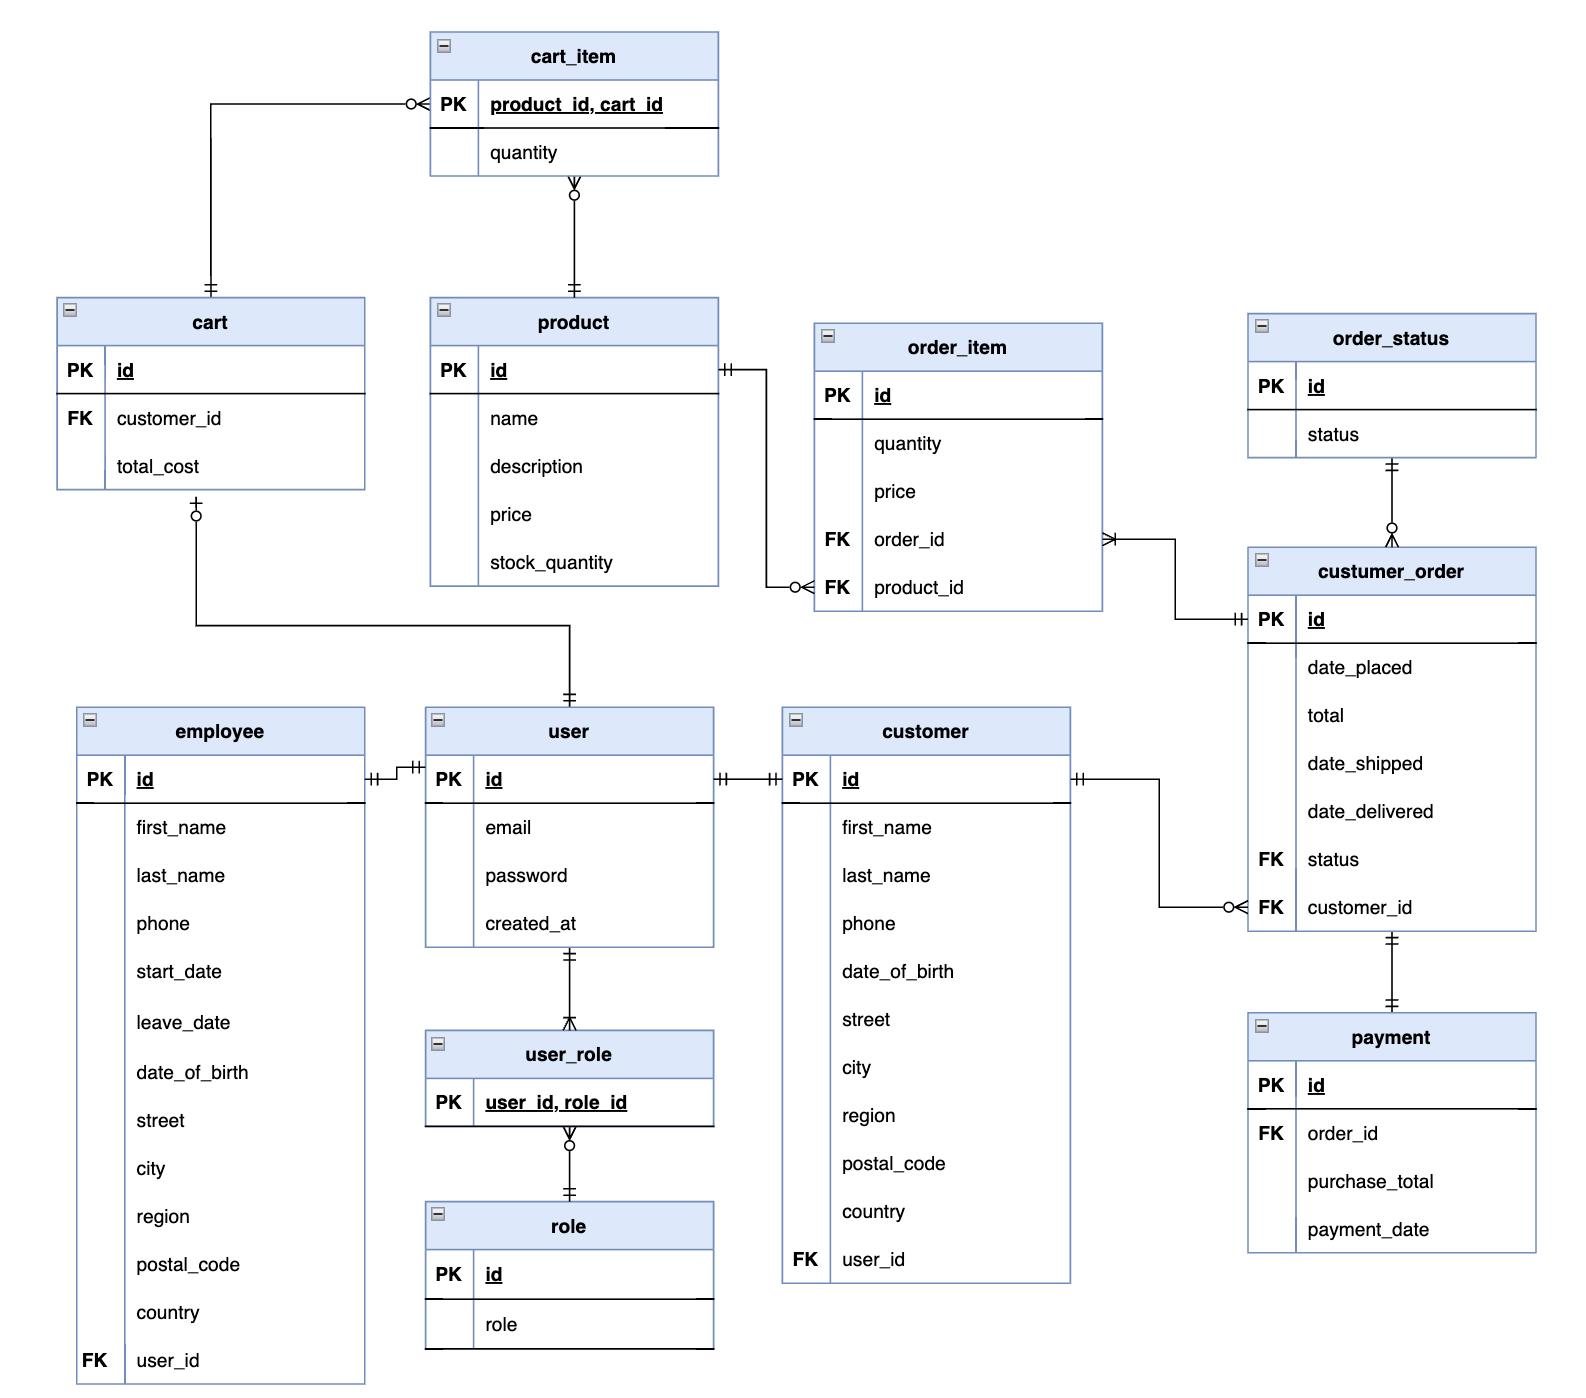 cart_item
PK product_id, cart_id
quantity
cart
PK id
FK customer_id
total_cost
product
PK id
name
description
price
stock_quantity
order_item
PK id
quantity
price
FK order_id
FK product_id
order_status
PK id
status
custumer_order
PK id
date_placed
total
date_shipped
date_delivered
FK status
FK customer_id
employee
PK id
first_name
last_name
phone
start_date
leave_date
date_of_birth
street
city
region
postal_code
country
FK user_id
user
PK id
email
password
created_at
user_role
PK user_id, role_id
role
PK id
role
customer
PK id
first_name
last_name
phone
date_of_birth
street
city
region
postal_code
country
FK user_id
payment
PK id
FK order_id
purchase_total
payment_date